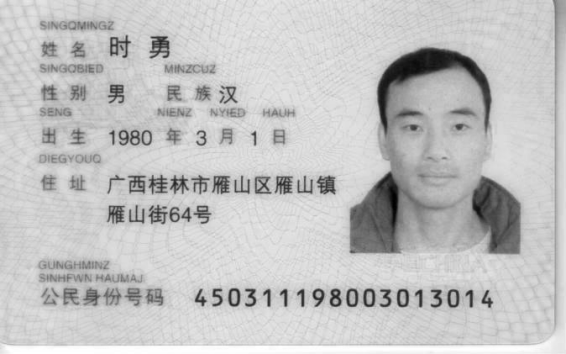 SINGQMINGZ
姓 名 时 勇
SINGQBIED MINZCUZ
性 别 男 民 族 汉
SENG NIENZ NYIED HAUH
出 生 1980 年 3 月 1 日
DIEGYOUQ
住 址 广西桂林市雁山区雁山镇
雁山街64号
GUNGHMINZ
SINHFWN HAUMAJ
公民身份号码 450311198003013014